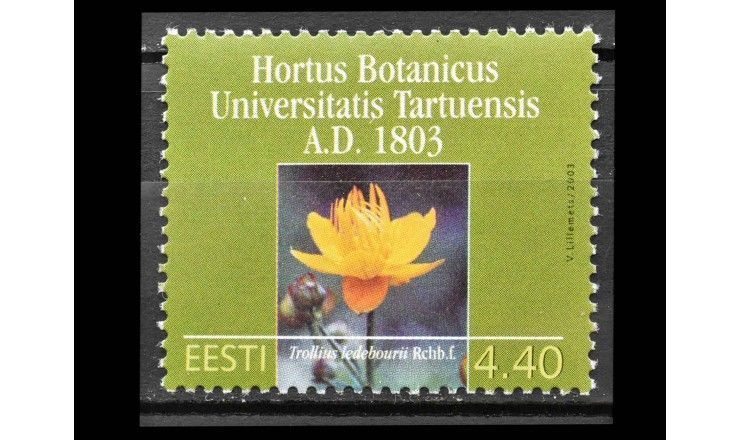 Hortus Botanicus
Universitatis Tartuensis
A.D. 1803
V. Lillemets / 2003
EESTI
Trollius ledebourii Rchb.f.
4.40